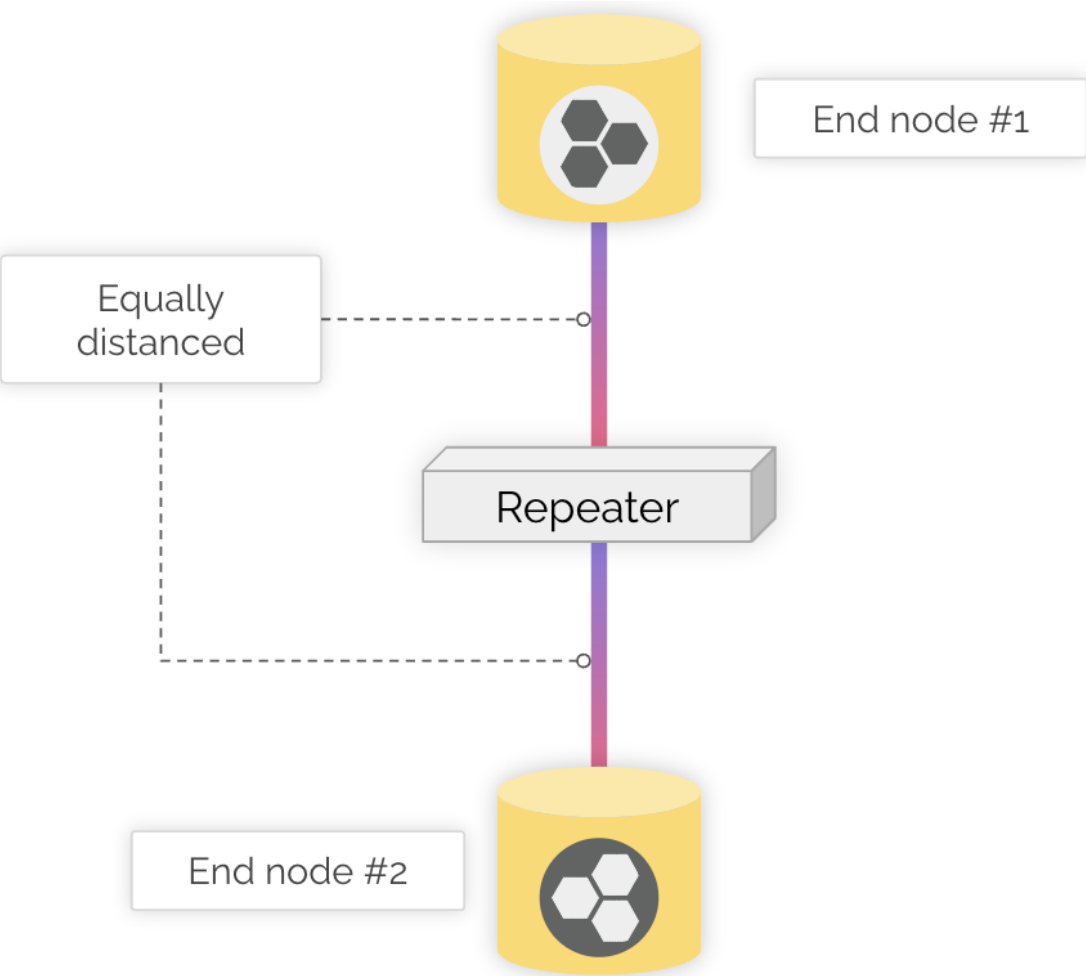 End node #1
Equally
distanced
Repeater
End node #2